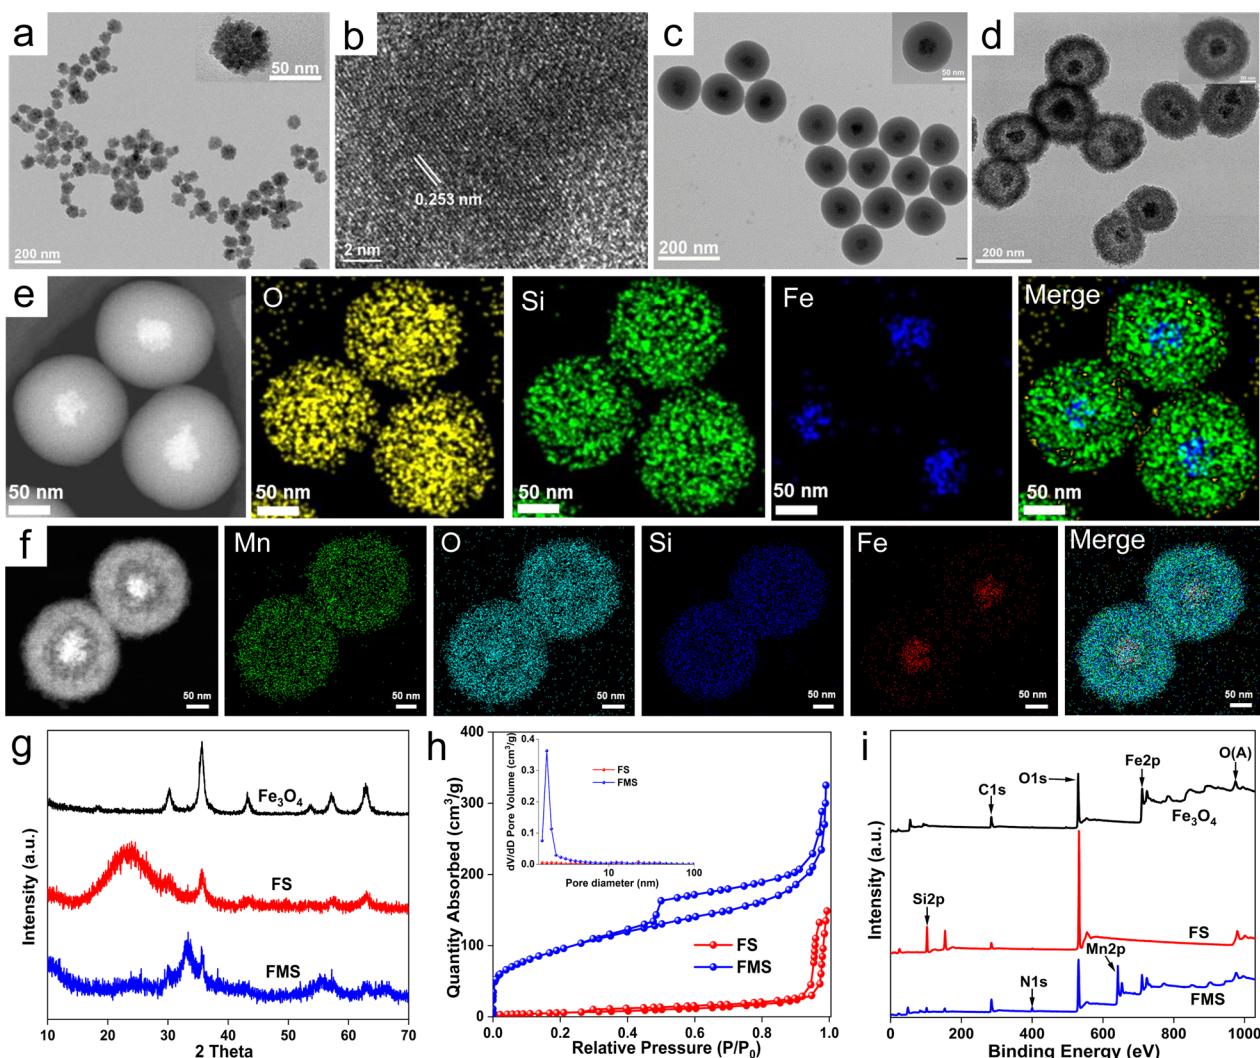 a
50 nm
200 nm
b
0.253 nm
2 nm
c
50 nm
200 nm
d
200 nm
e
50 nm
O
50 nm
Si
50 nm
Fe
50 nm
Merge
50 nm
f
50 nm
Mn
50 nm
O
50 nm
Si
50 nm
Fe
50 nm
Merge
50 nm
g
Intensity (a.u.)
Fe3O4
FS
FMS
10 20 30 40 50 60 70
2 Theta
h
Quantity Absorbed (cm³/g)
400
300
200
100
0
0.0 0.2 0.4 0.6 0.8 1.0
Relative Pressure (P/P0)
dV/dD Pore Volume (cm³/g)
0.4
0.3
0.2
0.1
0.0
10 100
Pore diameter (nm)
FS
FMS
FS
FMS
i
Intensity (a.u.)
C1s
O1s
Fe2p
O(A)
Fe3O4
Si2p
FS
Mn2p
N1s
FMS
0 200 400 600 800 1000
Binding Energy (eV)